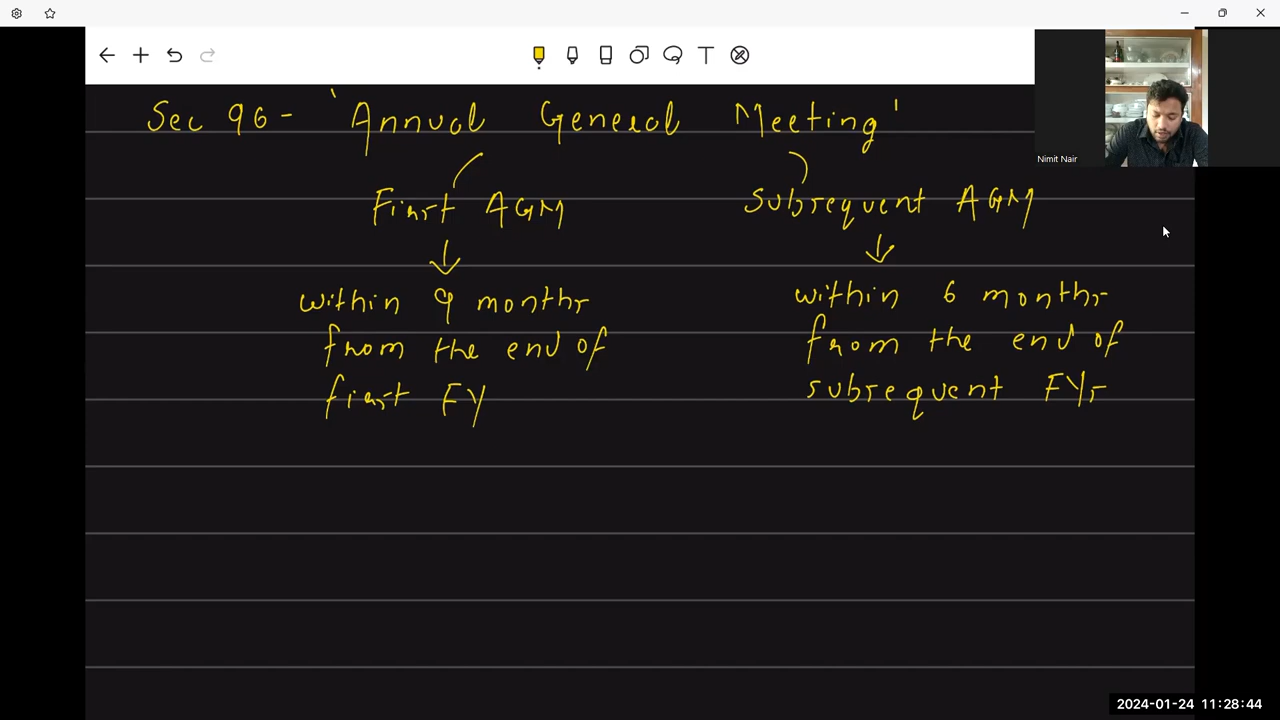 Sec 96 - 'Annual General Meeting'
First AGM
Subsequent AGM
within 9 months
from the end of
first FY
within 6 months
from the end of
subsequent FYs
Nimit Nair
2024-01-24 11:28:44